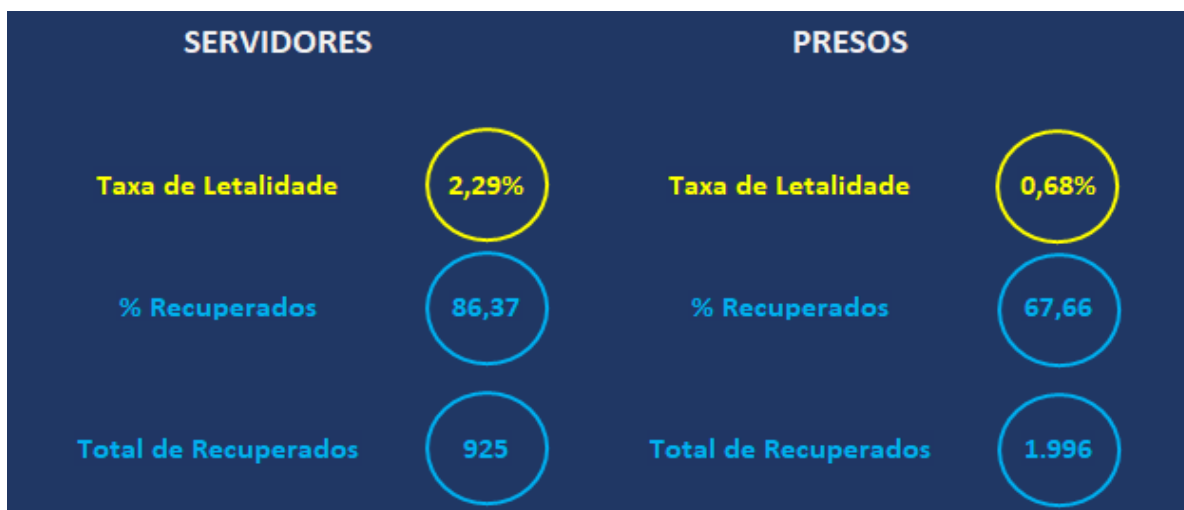 SERVIDORES
PRESOS
Taxa de Letalidade 2,29%
Taxa de Letalidade 0,68%
% Recuperados 86,37
% Recuperados 67,66
Total de Recuperados 925
Total de Recuperados 1.996